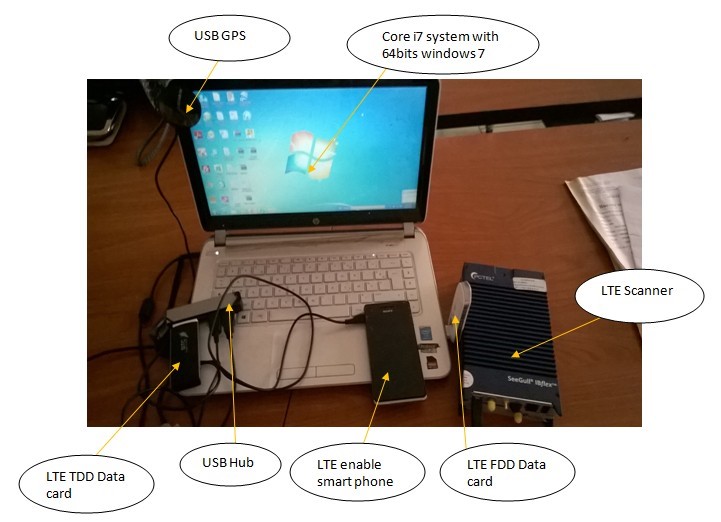 USB GPS
Core i7 system with
64bits windows 7
PCTEL
LTE Scanner
SeeGull® IBflex™
LTE TDD Data
card
USB Hub
LTE enable
smart phone
LTE FDD Data
card